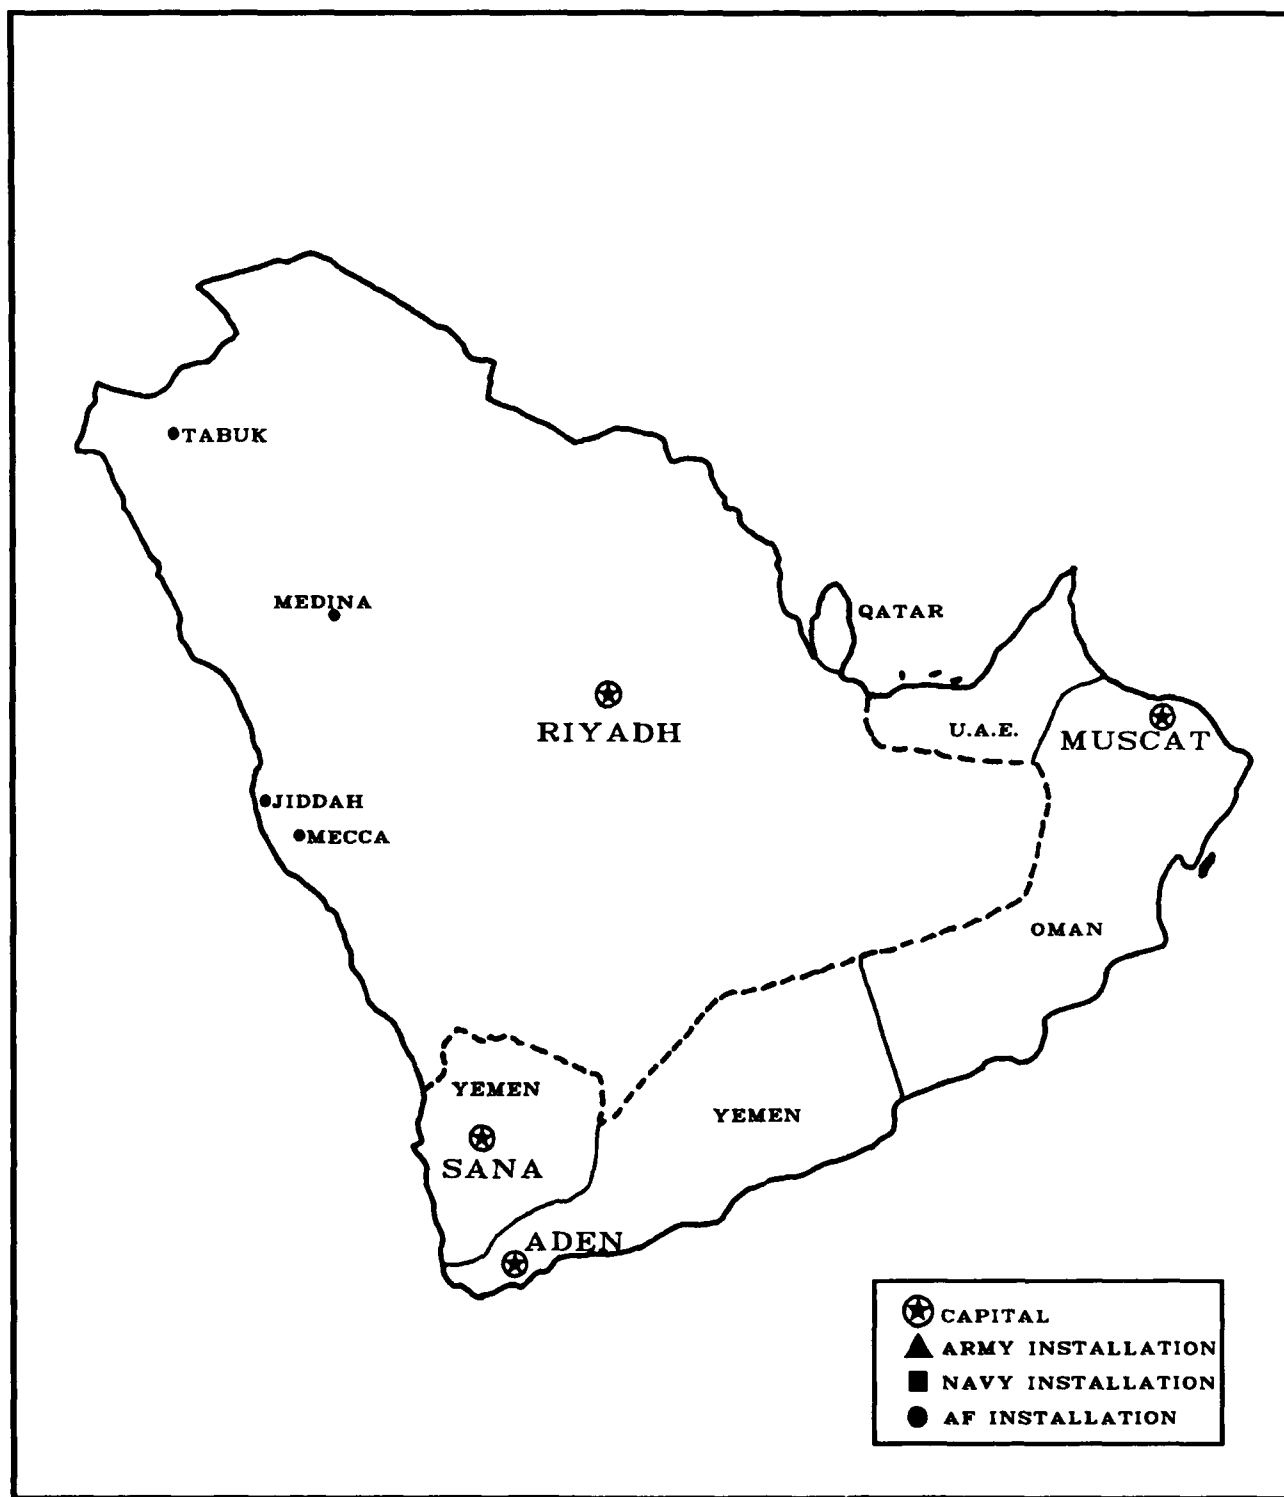 TABUK
MEDINA
QATAR
RIYADH
U.A.E.
MUSCAT
JIDDAH
MECCA
OMAN
YEMEN
YEMEN
SANA
ADEN
CAPITAL
ARMY INSTALLATION
NAVY INSTALLATION
AF INSTALLATION